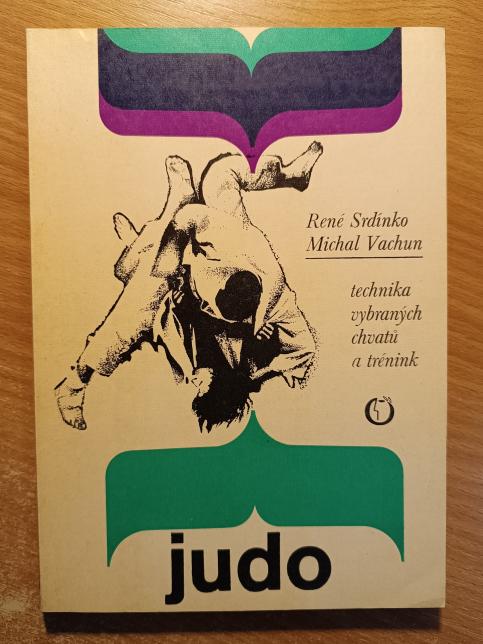 René Srdínko
Michal Vachun
technika
vybraných
chvatů
a trénink
judo